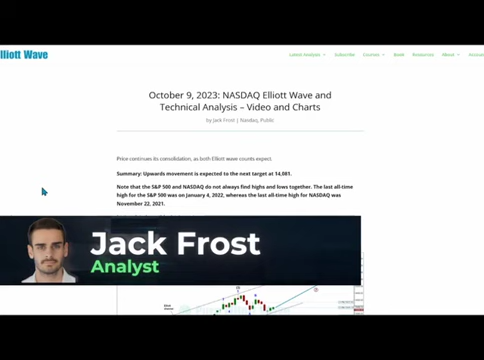 lliott Wave
Latest Analysis Subscribe Courses Book Resources About
October 9, 2023: NASDAQ Elliott Wave and
Technical Analysis – Video and Charts
by Jack Frost | Nasdaq, Public
Price continues its consolidation, as both Elliott wave counts expect.
Summary: Upwards movement is expected to the next target at 14,081.
Note that the S&P 500 and NASDAQ do not always find highs and lows together. The last all-time
high for the S&P 500 was on January 4, 2022, whereas the last all-time high for NASDAQ was
November 22, 2021.
Jack Frost
Analyst